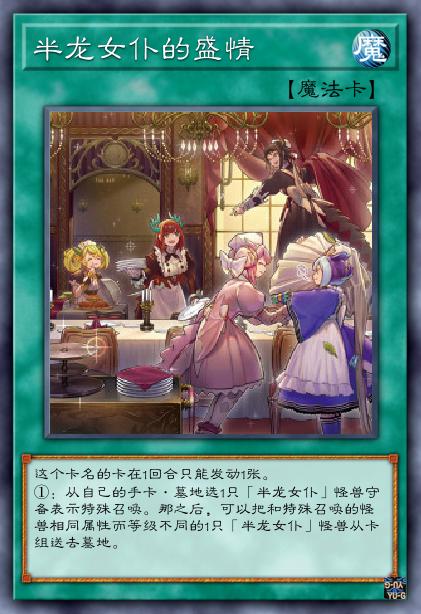 半龙女仆的盛情
魔
【魔法卡】
这个卡名的卡在1回合只能发动1张。
①：从自己的手卡·墓地选1只「半龙女仆」怪兽守
备表示特殊召唤。那之后，可以把和特殊召唤的怪
兽相同属性而等级不同的1只「半龙女仆」怪兽从卡
组送去墓地。